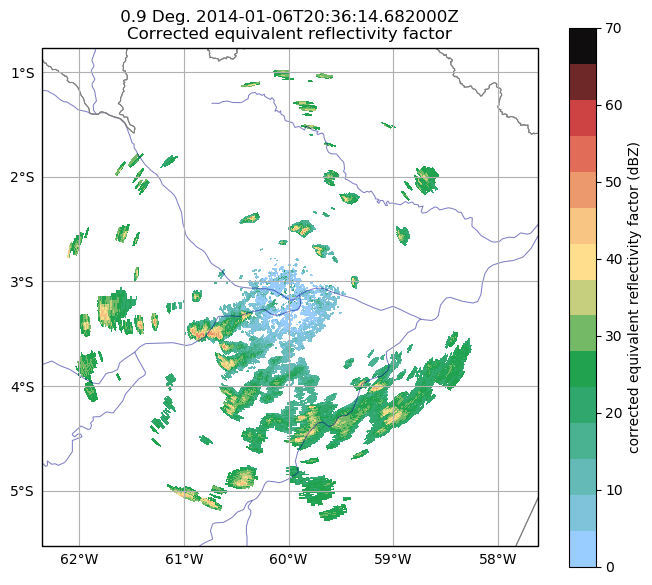 0.9 Deg. 2014-01-06T20:36:14.682000Z
Corrected equivalent reflectivity factor
1°S
2°S
3°S
4°S
5°S
62°W
61°W
60°W
59°W
58°W
70
60
50
40
30
20
10
0
corrected equivalent reflectivity factor (dBZ)